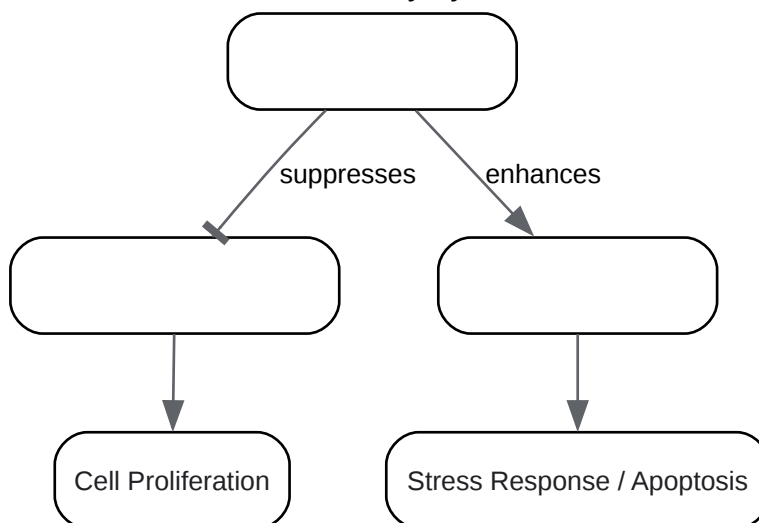 suppresses
enhances
Cell Proliferation
Stress Response / Apoptosis